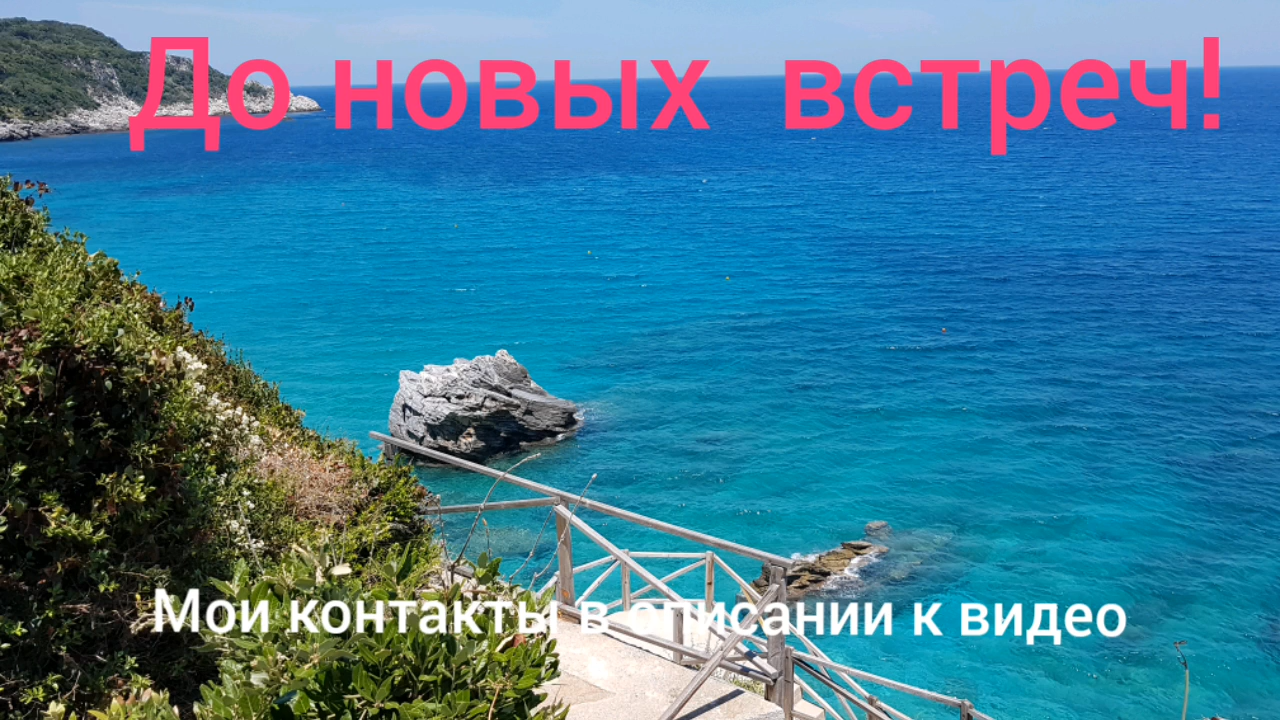 До новых встреч!
Мои контакты в описании к видео